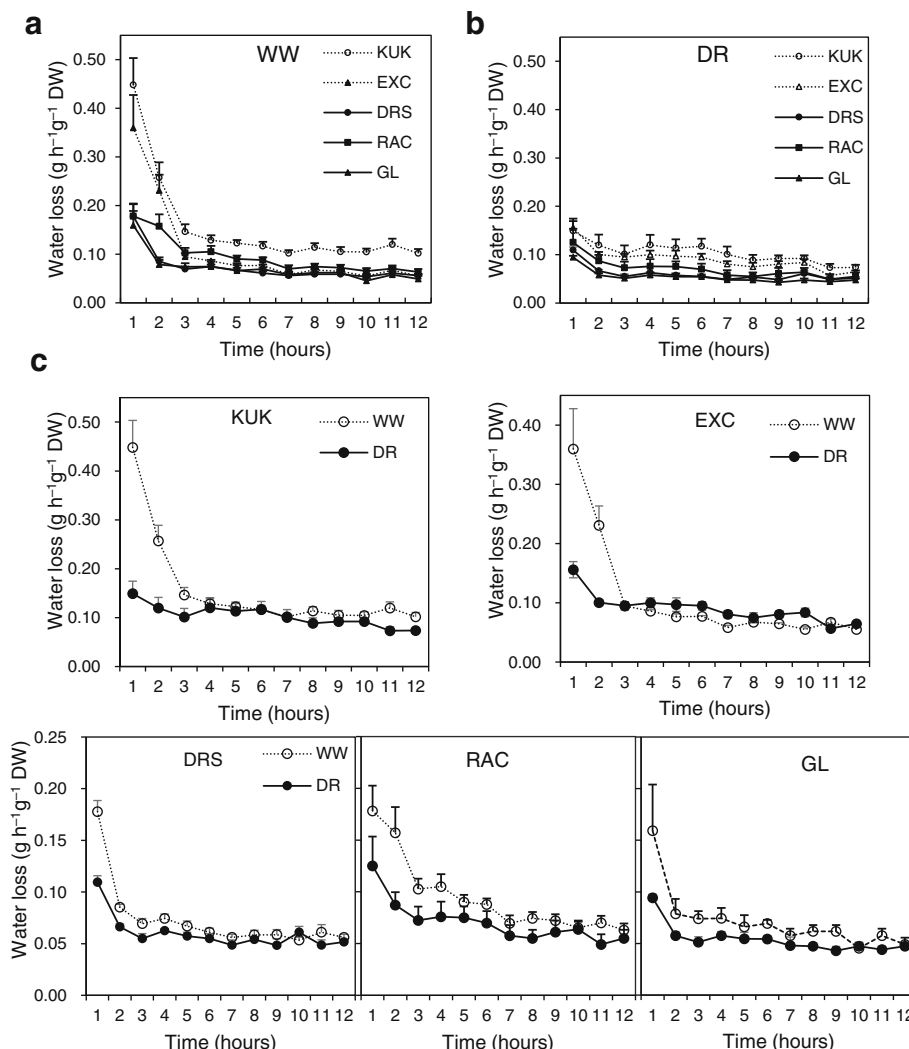 a
WW
Water loss (g h⁻¹g⁻¹ DW)
0.50
0.40
0.30
0.20
0.10
0.00
KUK
EXC
DRS
RAC
GL
1 2 3 4 5 6 7 8 9 10 11 12
Time (hours)
b
DR
Water loss (g h⁻¹g⁻¹ DW)
0.50
0.40
0.30
0.20
0.10
0.00
KUK
EXC
DRS
RAC
GL
1 2 3 4 5 6 7 8 9 10 11 12
Time (hours)
c
KUK
Water loss (g h⁻¹g⁻¹ DW)
0.50
0.40
0.30
0.20
0.10
0.00
WW
DR
1 2 3 4 5 6 7 8 9 10 11 12
Time (hours)
EXC
Water loss (g h⁻¹g⁻¹ DW)
0.40
0.30
0.20
0.10
0.00
WW
DR
1 2 3 4 5 6 7 8 9 10 11 12
Time (hours)
DRS
Water loss (g h⁻¹g⁻¹ DW)
0.25
0.20
0.15
0.10
0.05
0.00
WW
DR
1 2 3 4 5 6 7 8 9 10 11 12
Time (hours)
RAC
1 2 3 4 5 6 7 8 9 10 11 12
Time (hours)
GL
1 2 3 4 5 6 7 8 9 10 11 12
Time (hours)